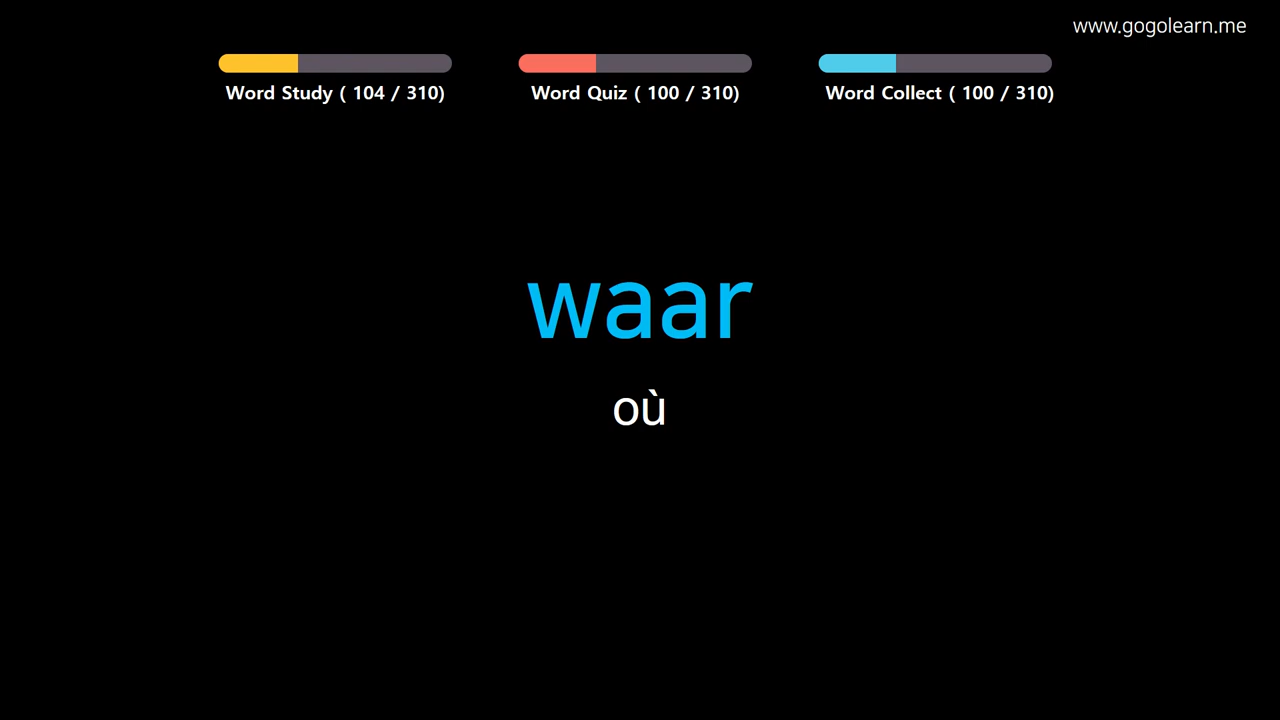 www.gogolearn.me
Word Study ( 104 / 310)
Word Quiz ( 100 / 310)
Word Collect ( 100 / 310)
waar
où